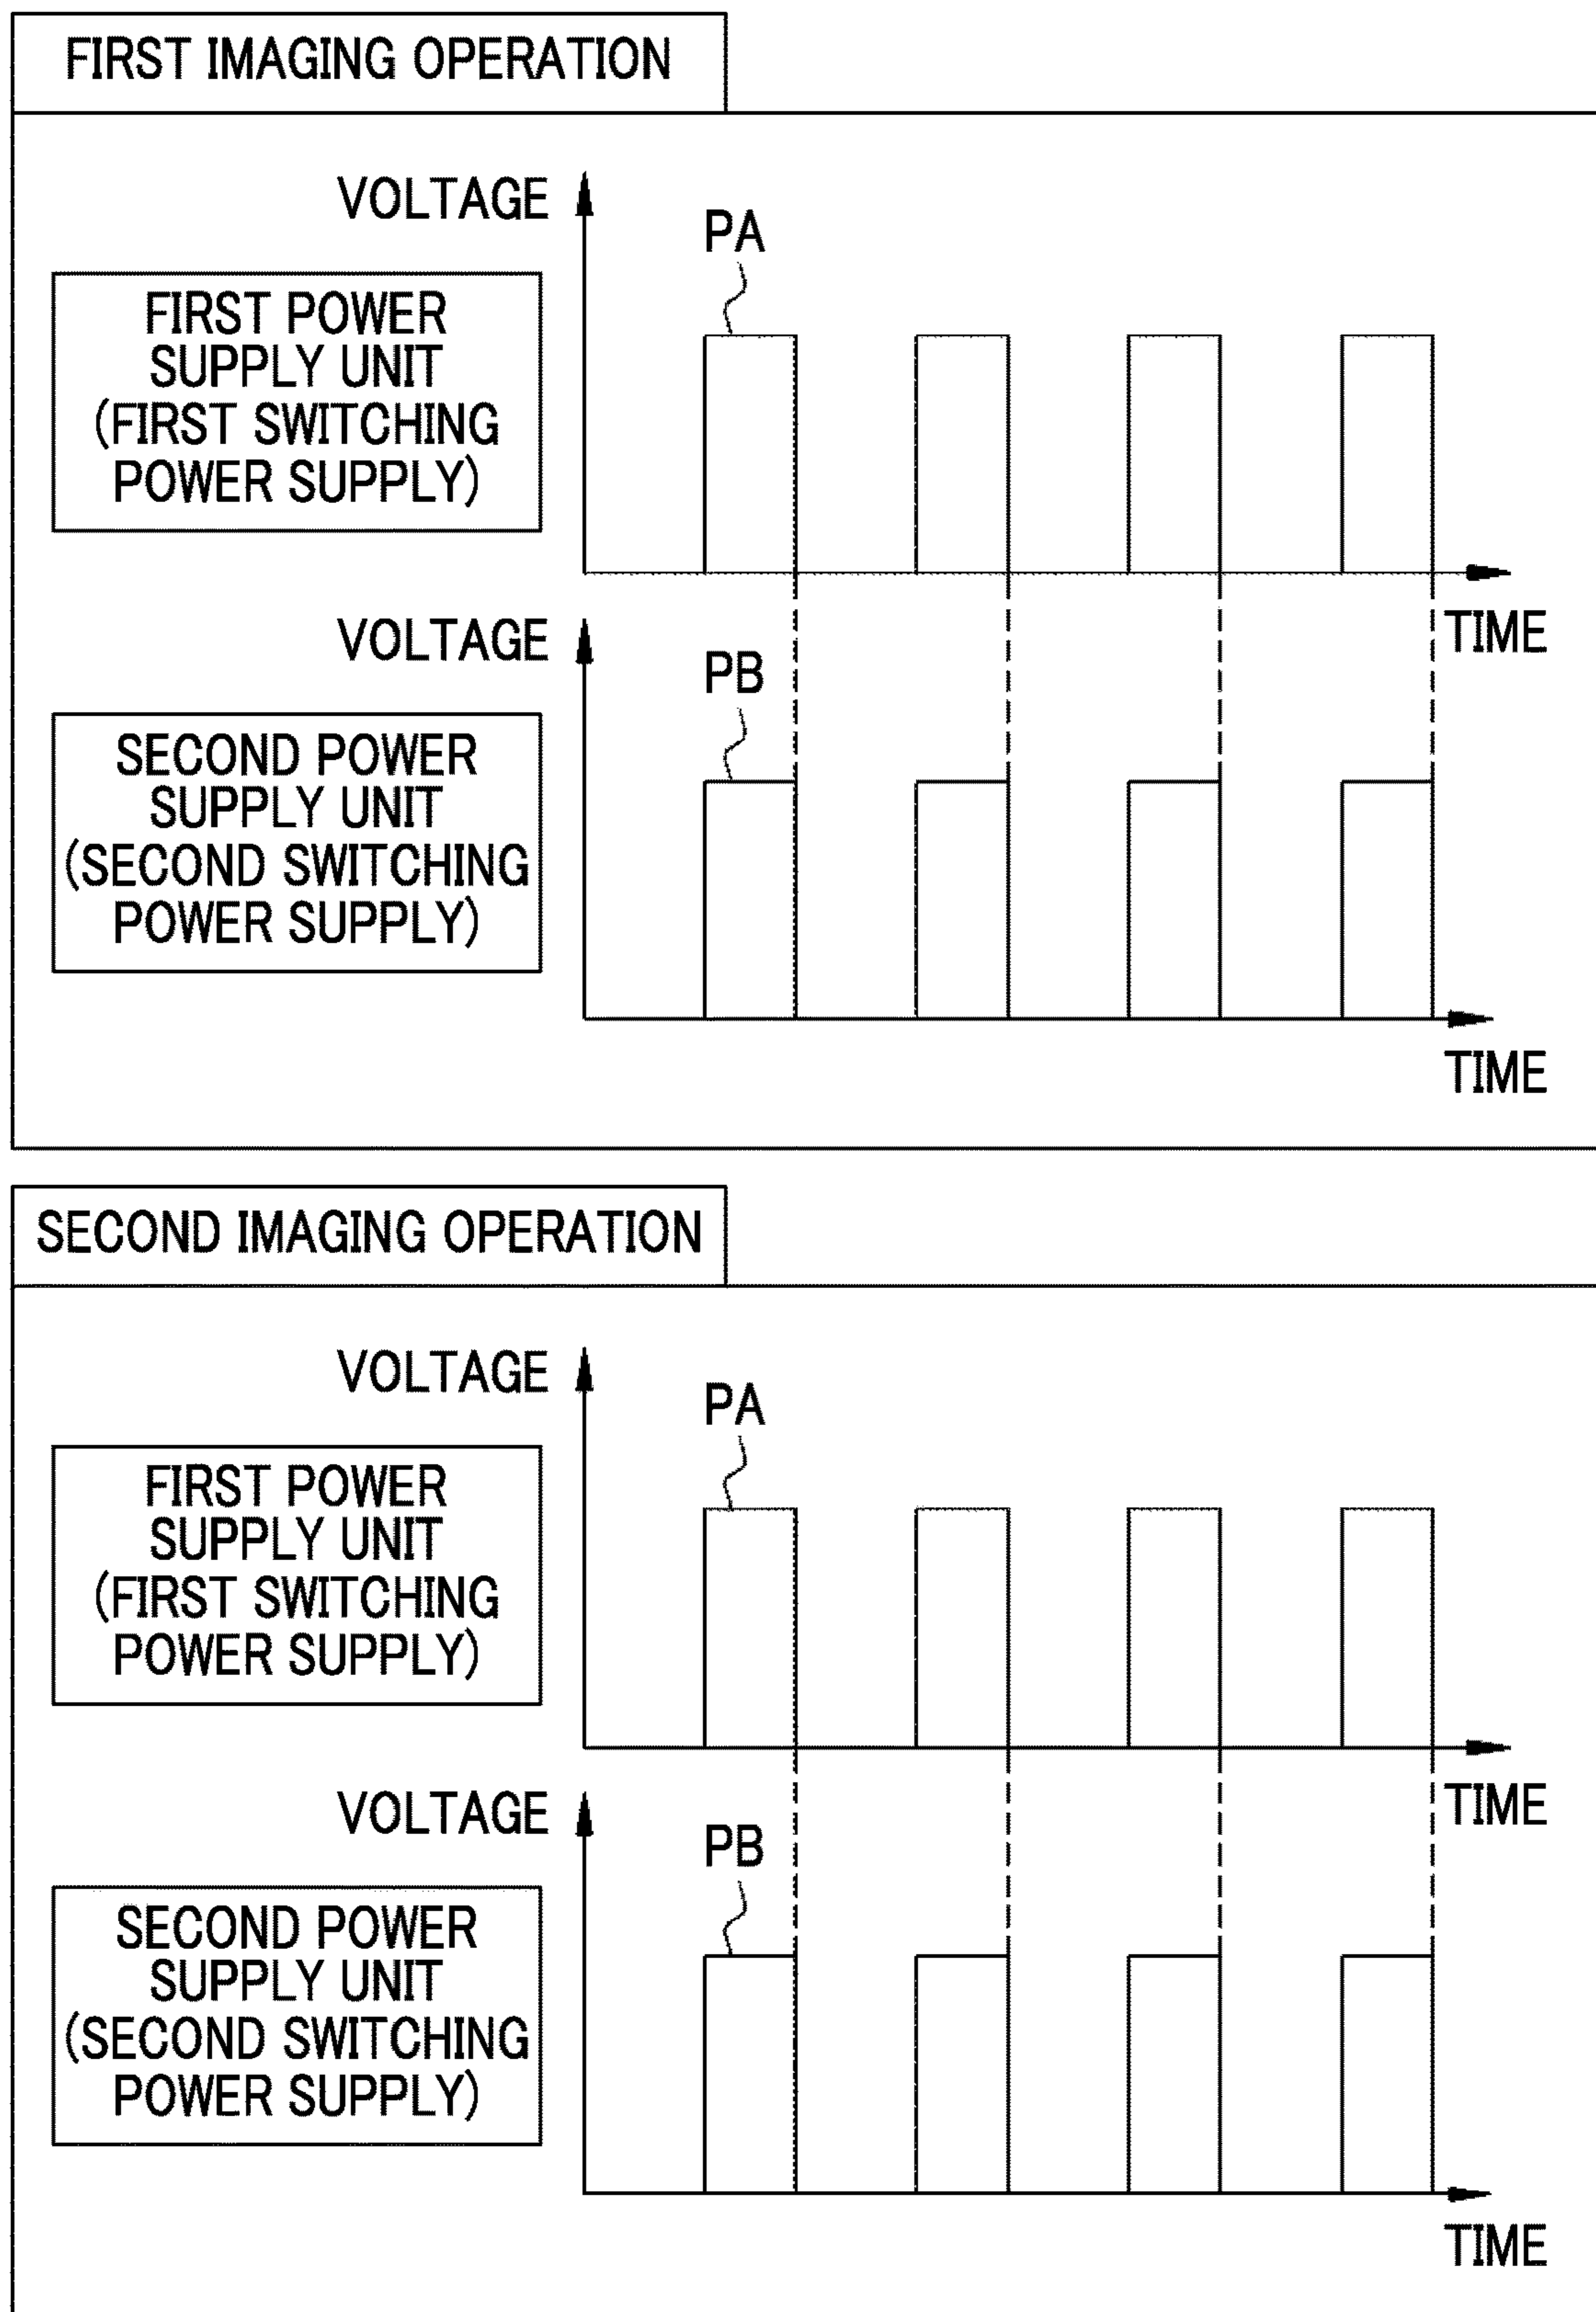 FIRST IMAGING OPERATION
VOLTAGE
PA
FIRST POWER
SUPPLY UNIT
(FIRST SWITCHING
POWER SUPPLY)
TIME
VOLTAGE
PB
SECOND POWER
SUPPLY UNIT
(SECOND SWITCHING
POWER SUPPLY)
TIME
SECOND IMAGING OPERATION
VOLTAGE
PA
FIRST POWER
SUPPLY UNIT
(FIRST SWITCHING
POWER SUPPLY)
TIME
VOLTAGE
PB
SECOND POWER
SUPPLY UNIT
(SECOND SWITCHING
POWER SUPPLY)
TIME